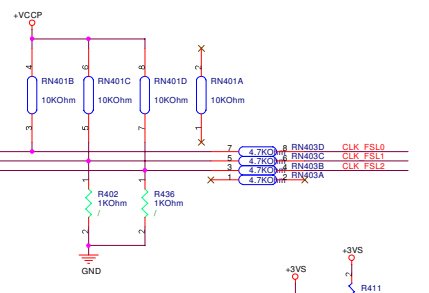 +VCCP
4 6 8 2
RN401B RN401C RN401D RN401A
10KOhm 10KOhm 10KOhm 10KOhm
3 5 7 1
7 4.7KOhm 8 RN403D CLK_FSL0
5 4.7KOhm 6 RN403C CLK_FSL1
3 4.7KOhm 4 RN403B CLK_FSL2
1 4.7KOhm 2 RN403A
1 1
R402 R436
1KOhm 1KOhm
/ /
2 2
GND
+3VS
+3VS
2
R411